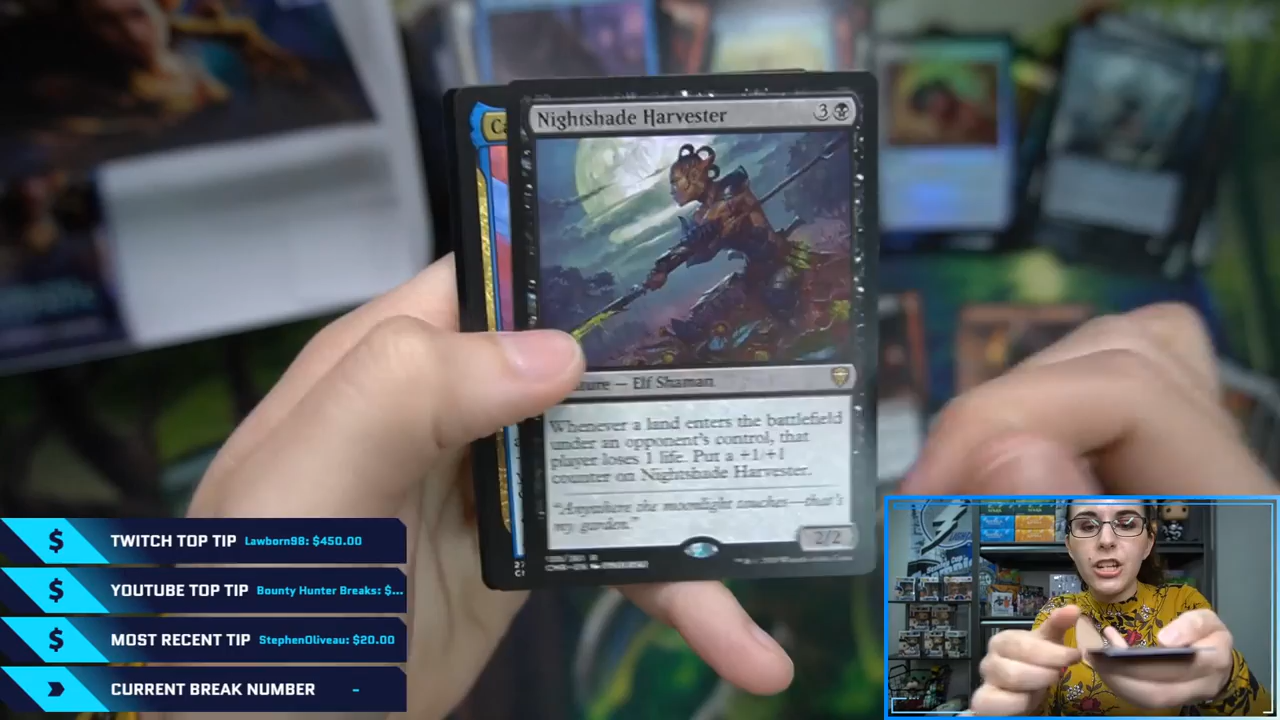 Nightshade Harvester 3
Ca
Elf Shaman
Whenever a land enters the battlefield
under an opponent's control, that
player loses 1 life. Put a +1/+1
counter on Nightshade Harvester.
"Anywhere the moonlight touches—that's
my garden."
2/2
TWITCH TOP TIP Lawborn98: $450.00
YOUTUBE TOP TIP Bounty Hunter Breaks: $...
MOST RECENT TIP StephenOliveau: $20.00
CURRENT BREAK NUMBER -